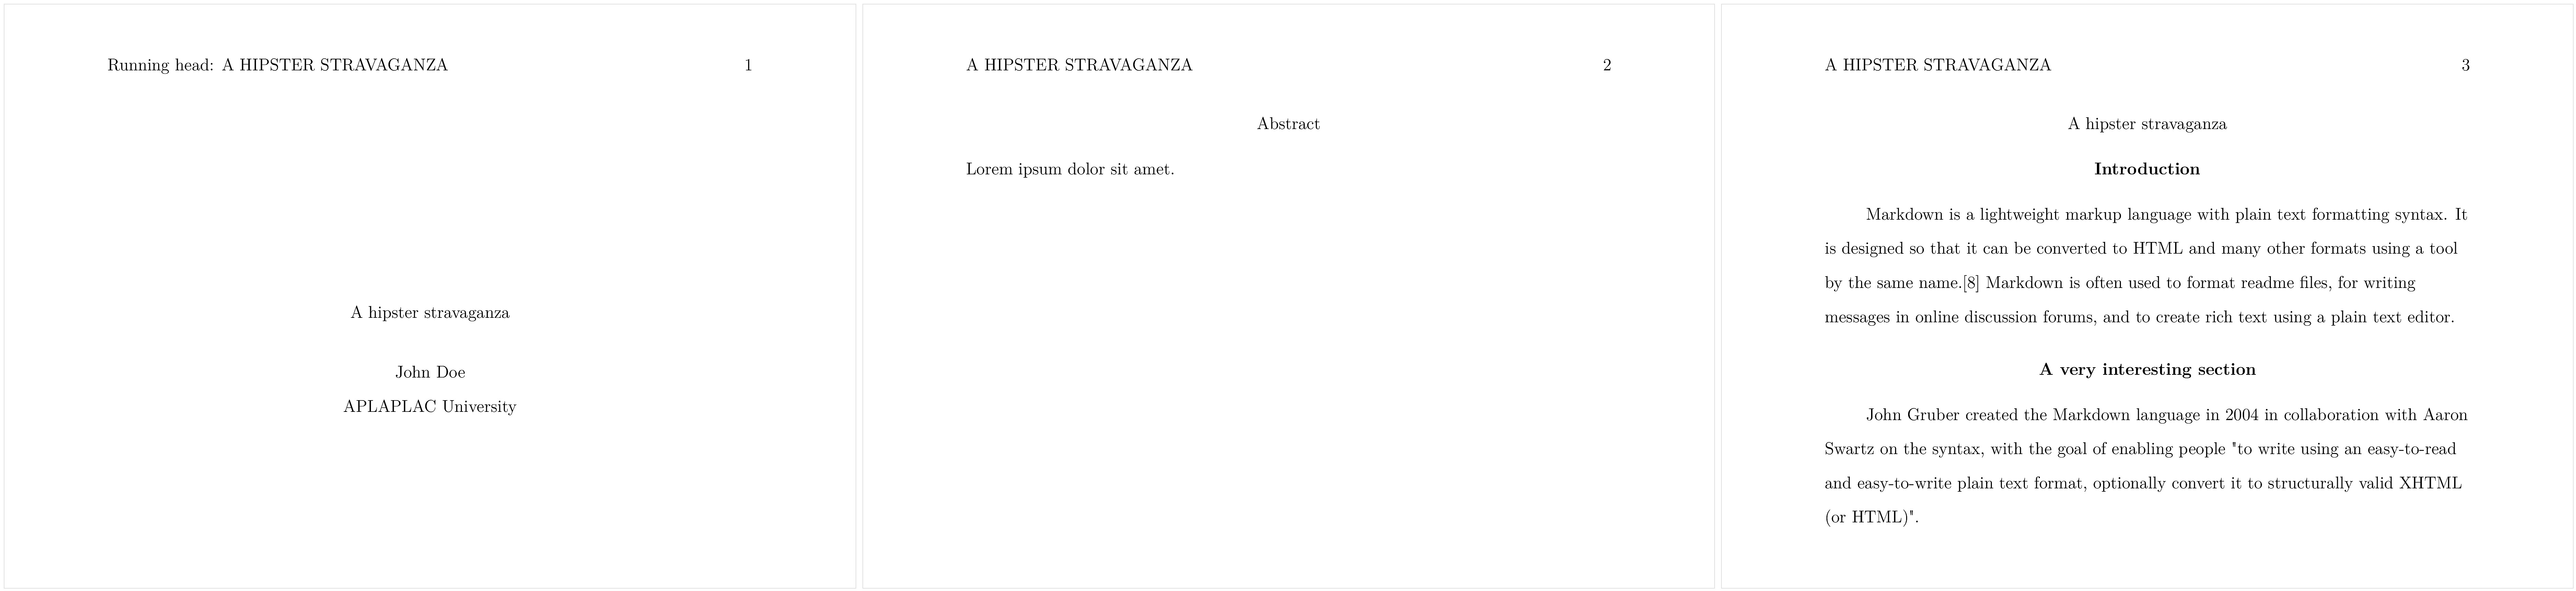 Running head: A HIPSTER STRAVAGANZA 1
A hipster stravaganza
John Doe
APLAPLAC University
A HIPSTER STRAVAGANZA 2
Abstract
Lorem ipsum dolor sit amet.
A HIPSTER STRAVAGANZA 3
A hipster stravaganza
Introduction
Markdown is a lightweight markup language with plain text formatting syntax. It
is designed so that it can be converted to HTML and many other formats using a tool
by the same name.[8] Markdown is often used to format readme files, for writing
messages in online discussion forums, and to create rich text using a plain text editor.
A very interesting section
John Gruber created the Markdown language in 2004 in collaboration with Aaron
Swartz on the syntax, with the goal of enabling people "to write using an easy-to-read
and easy-to-write plain text format, optionally convert it to structurally valid XHTML
(or HTML)".